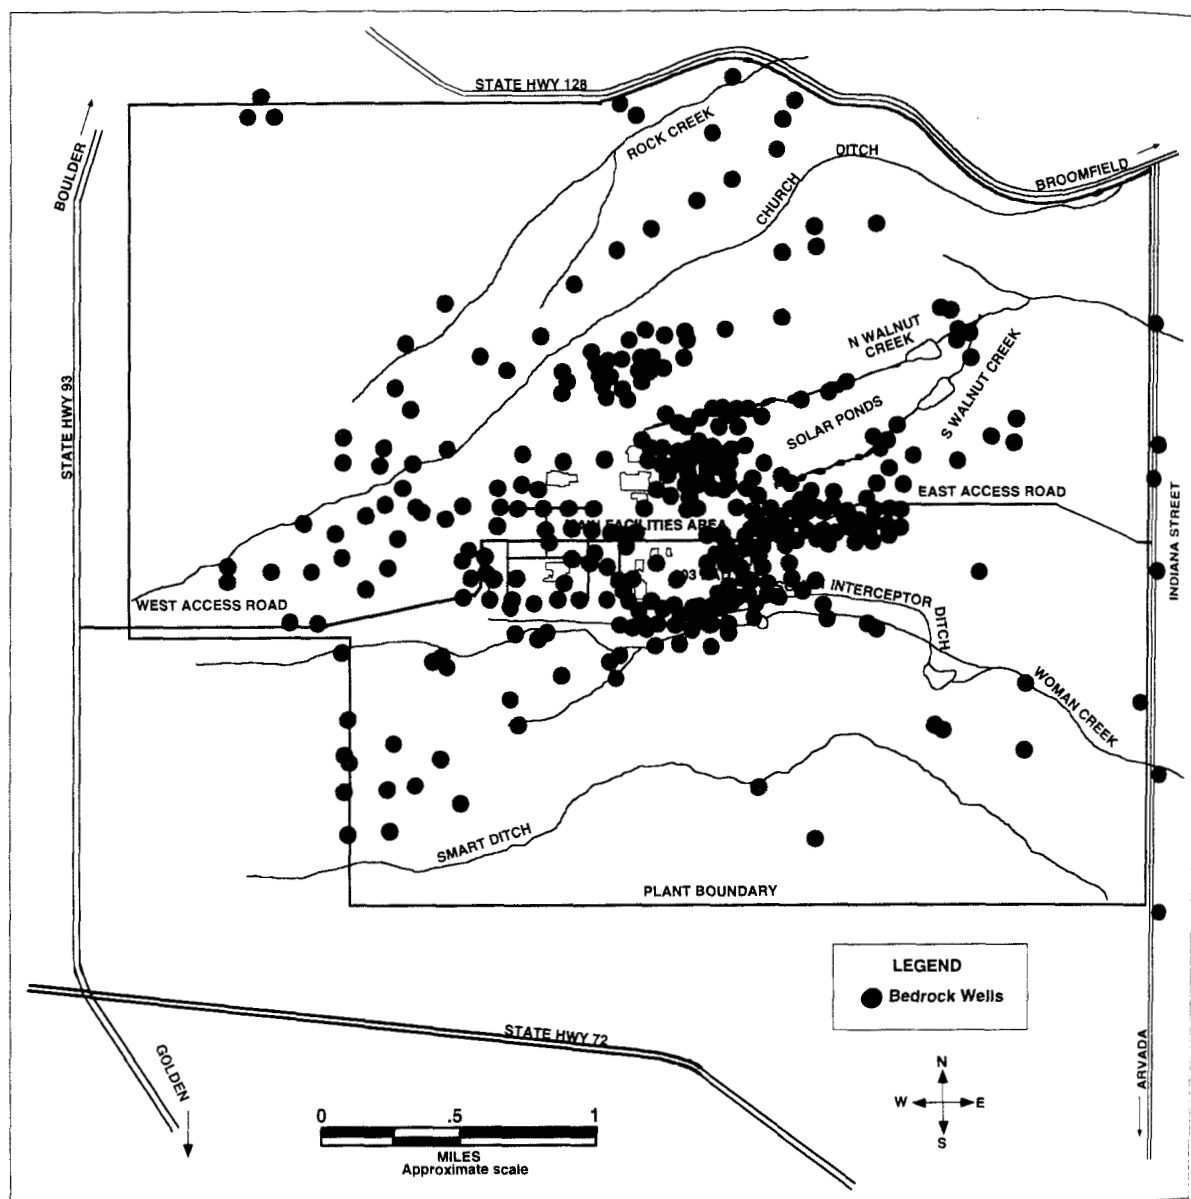 STATE HWY 128
BOULDER
ROCK CREEK
DITCH
CHURCH
BROOMFIELD
N WALNUT
CREEK
S WALNUT CREEK
STATE HWY 93
SOLAR PONDS
EAST ACCESS ROAD
INDIANA STREET
FACILITIES AREA
WEST ACCESS ROAD
INTERCEPTOR
DITCH
WOMAN CREEK
SMART DITCH
PLANT BOUNDARY
LEGEND
Bedrock Wells
STATE HWY 72
GOLDEN
ARVADA
N
W E
S
0 .5 1
MILES
Approximate scale